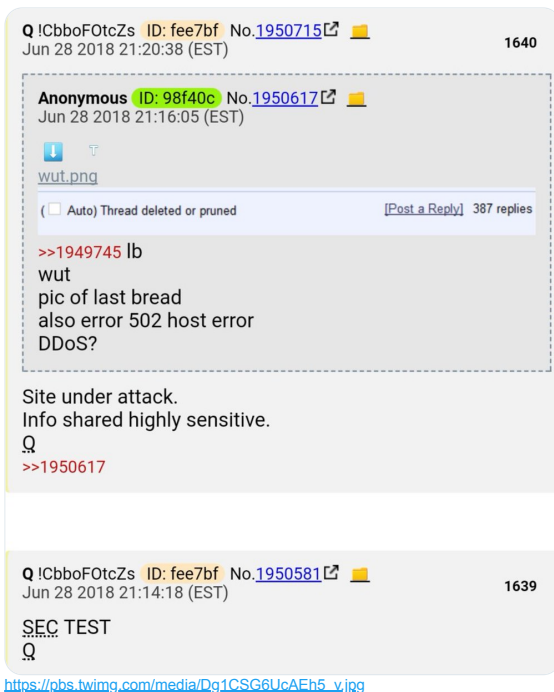 Q !CbboFOtcZs ID: fee7bf No.1950715
Jun 28 2018 21:20:38 (EST)
1640
Anonymous ID: 98f40c No.1950617
Jun 28 2018 21:16:05 (EST)
T
wut.png
( Auto) Thread deleted or pruned [Post a Reply] 387 replies
>>1949745 lb
wut
pic of last bread
also error 502 host error
DDoS?
Site under attack.
Info shared highly sensitive.
Q
>>1950617
Q !CbboFOtcZs ID: fee7bf No.1950581
Jun 28 2018 21:14:18 (EST)
1639
SEC TEST
Q
https://pbs.twimg.com/media/Dg1CSG6UcAEh5_v.jpg